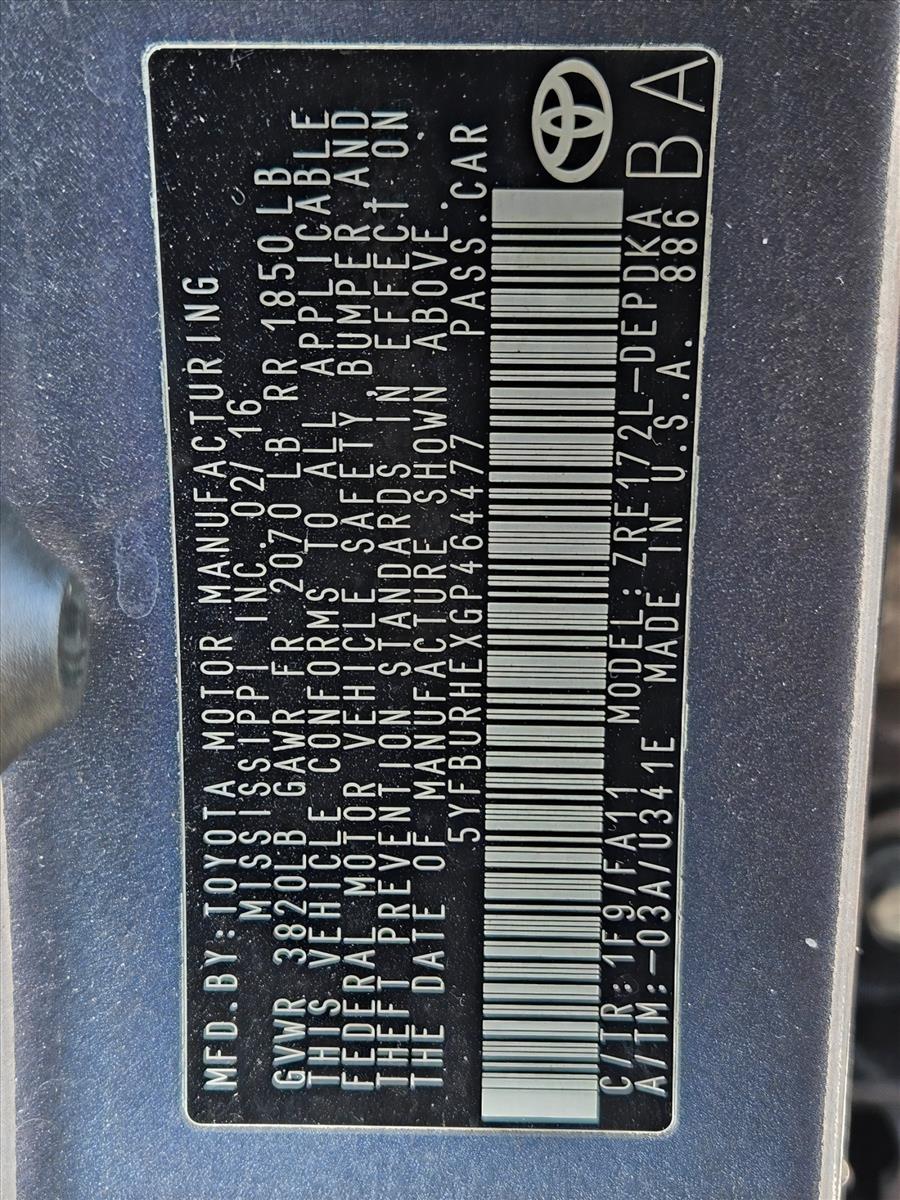 MFD.BY:TOYOTA MOTOR MANUFACTURING
MISSISSIPPI INC. 02/16
GVWR 3820LB GAWR FR 2070 LB RR 1850 LB
THIS VEHICLE CONFORMS TO ALL APPLICABLE
FEDERAL MOTOR VEHICLE SAFETY, BUMPER, AND
THEFT PREVENTION STANDARDS IN EFFECT ON
THE DATE OF MANUFACTURE SHOWN ABOVE.
5YFBURHEXGP464477 PASS.CAR
C/TR:1F9/FA11 MODEL: ZRE172L-DEPDKA
A/TM:-03A/U341E MADE IN U.S.A. 886
BA